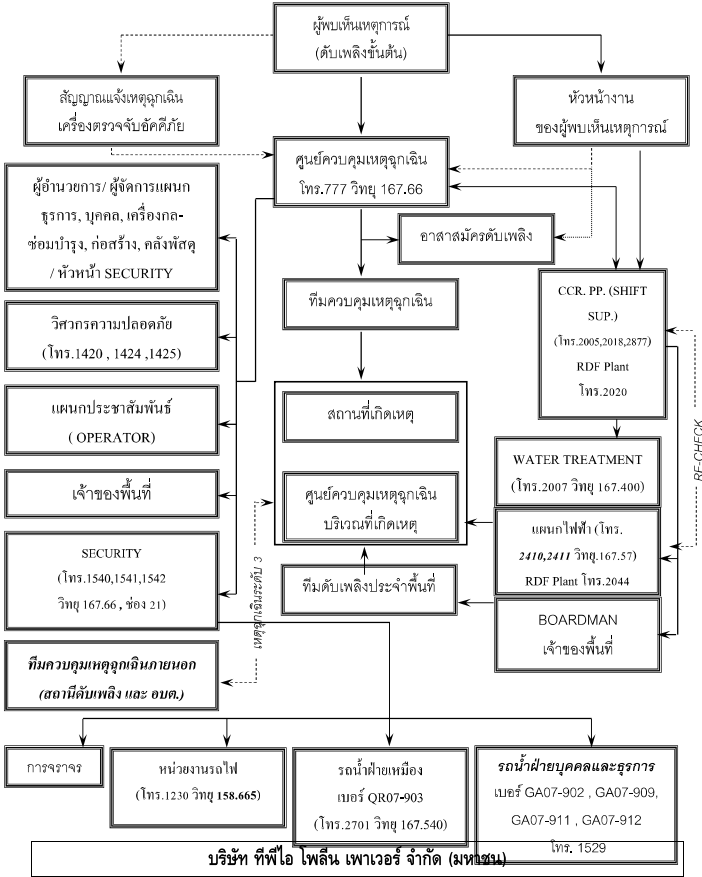 ผู้พบเห็นเหตุการณ์
(ดับเพลิงขั้นต้น)
สัญญาณแจ้งเหตุฉุกเฉิน
เครื่องตรวจจับอัคคีภัย
หัวหน้างาน
ของผู้พบเห็นเหตุการณ์
ศูนย์ควบคุมเหตุฉุกเฉิน
โทร.777 วิทยุ 167.66
ผู้อำนวยการ/ ผู้จัดการแผนก
ธุรการ, บุคคล, เครื่องกล-
ซ่อมบำรุง, ก่อสร้าง, คลังพัสดุ
/ หัวหน้า SECURITY
อาสาสมัครดับเพลิง
ทีมควบคุมเหตุฉุกเฉิน
CCR. PP. (SHIFT
SUP.)
(โทร.2005,2018,2877)
RDF Plant
โทร.2020
วิศวกรความปลอดภัย
(โทร.1420 , 1424 ,1425)
แผนกประชาสัมพันธ์
( OPERATOR)
สถานที่เกิดเหตุ
RE-CHECK
WATER TREATMENT
(โทร.2007 วิทยุ 167.400)
เจ้าของพื้นที่
ศูนย์ควบคุมเหตุฉุกเฉิน
บริเวณที่เกิดเหตุ
แผนกไฟฟ้า (โทร.
2410,2411 วิทยุ.167.57)
RDF Plant โทร.2044
SECURITY
(โทร.1540,1541,1542
วิทยุ 167.66 , ช่อง 21)
เหตุฉุกเฉินระดับ 3
ทีมดับเพลิงประจำพื้นที่
BOARDMAN
เจ้าของพื้นที่
ทีมควบคุมเหตุฉุกเฉินภายนอก
(สถานีดับเพลิง และ อบต.)
การจราจร
หน่วยงานรถไฟ
(โทร.1230 วิทยุ 158.665)
รถน้ำฝ่ายเหมือง
เบอร์ QR07-903
(โทร.2701 วิทยุ 167.540)
รถน้ำฝ่ายบุคคลและธุรการ
เบอร์ GA07-902 , GA07-909,
GA07-911 , GA07-912
โทร. 1529
บริษัท ทีพีไอ โพลีน เพาเวอร์ จำกัด (มหาชน)